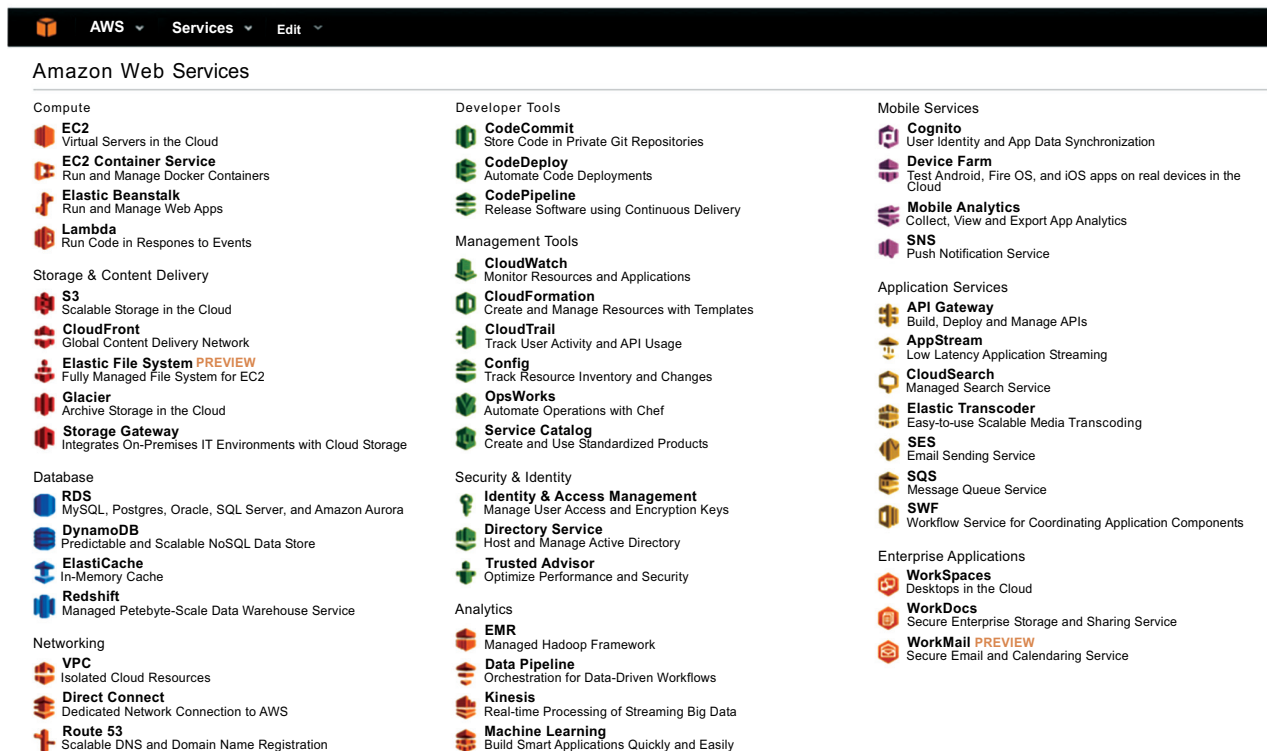 AWS Services Edit
Amazon Web Services
Compute
EC2
Virtual Servers in the Cloud
EC2 Container Service
Run and Manage Docker Containers
Elastic Beanstalk
Run and Manage Web Apps
Lambda
Run Code in Respones to Events
Storage & Content Delivery
S3
Scalable Storage in the Cloud
CloudFront
Global Content Delivery Network
Elastic File System PREVIEW
Fully Managed File System for EC2
Glacier
Archive Storage in the Cloud
Storage Gateway
Integrates On-Premises IT Environments with Cloud Storage
Database
RDS
MySQL, Postgres, Oracle, SQL Server, and Amazon Aurora
DynamoDB
Predictable and Scalable NoSQL Data Store
ElastiCache
In-Memory Cache
Redshift
Managed Petebyte-Scale Data Warehouse Service
Networking
VPC
Isolated Cloud Resources
Direct Connect
Dedicated Network Connection to AWS
Route 53
Scalable DNS and Domain Name Registration
Developer Tools
CodeCommit
Store Code in Private Git Repositories
CodeDeploy
Automate Code Deployments
CodePipeline
Release Software using Continuous Delivery
Management Tools
CloudWatch
Monitor Resources and Applications
CloudFormation
Create and Manage Resources with Templates
CloudTrail
Track User Activity and API Usage
Config
Track Resource Inventory and Changes
OpsWorks
Automate Operations with Chef
Service Catalog
Create and Use Standardized Products
Security & Identity
Identity & Access Management
Manage User Access and Encryption Keys
Directory Service
Host and Manage Active Directory
Trusted Advisor
Optimize Performance and Security
Analytics
EMR
Managed Hadoop Framework
Data Pipeline
Orchestration for Data-Driven Workflows
Kinesis
Real-time Processing of Streaming Big Data
Machine Learning
Build Smart Applications Quickly and Easily
Mobile Services
Cognito
User Identity and App Data Synchronization
Device Farm
Test Android, Fire OS, and iOS apps on real devices in the
Cloud
Mobile Analytics
Collect, View and Export App Analytics
SNS
Push Notification Service
Application Services
API Gateway
Build, Deploy and Manage APIs
AppStream
Low Latency Application Streaming
CloudSearch
Managed Search Service
Elastic Transcoder
Easy-to-use Scalable Media Transcoding
SES
Email Sending Service
SQS
Message Queue Service
SWF
Workflow Service for Coordinating Application Components
Enterprise Applications
WorkSpaces
Desktops in the Cloud
WorkDocs
Secure Enterprise Storage and Sharing Service
WorkMail PREVIEW
Secure Email and Calendaring Service